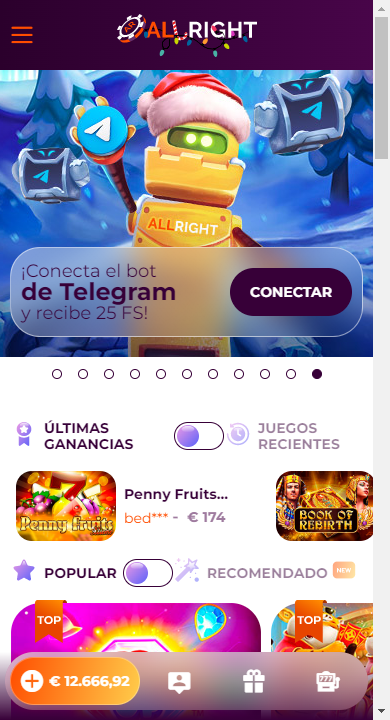 ALLRIGHT
ALLRIGHT
¡Conecta el bot
de Telegram
y recibe 25 FS!
CONECTAR
ÚLTIMAS
GANANCIAS
JUEGOS
RECIENTES
Penny fruits
Penny Fruits...
bed*** - € 174
BOOK OF
REBIRTH
POPULAR
RECOMENDADO
NEW
TOP
TOP
€ 12.666,92
777